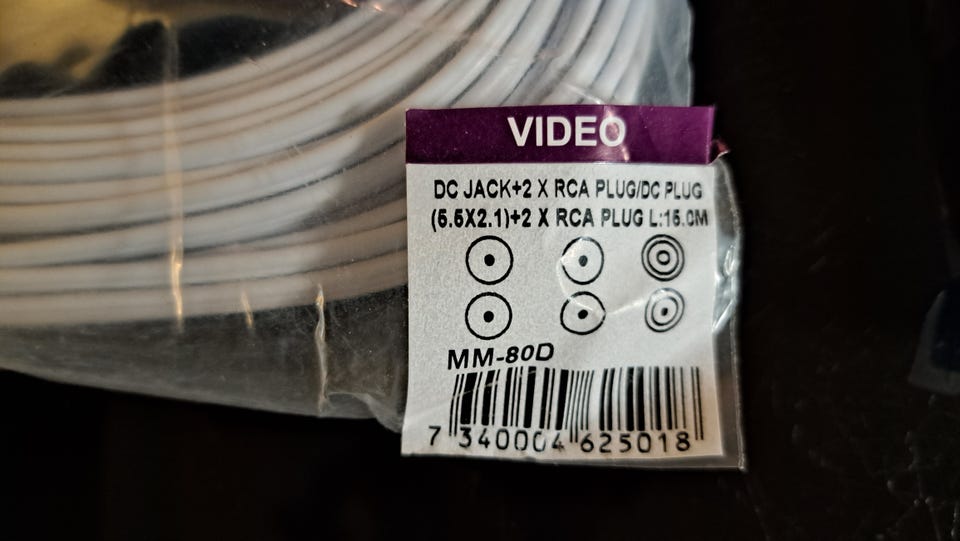 VIDEO
DC JACK+2 X RCA PLUG/DC PLUG
(5.5X2.1)+2 X RCA PLUG L:15.0M
MM-80D
7 340004 625018